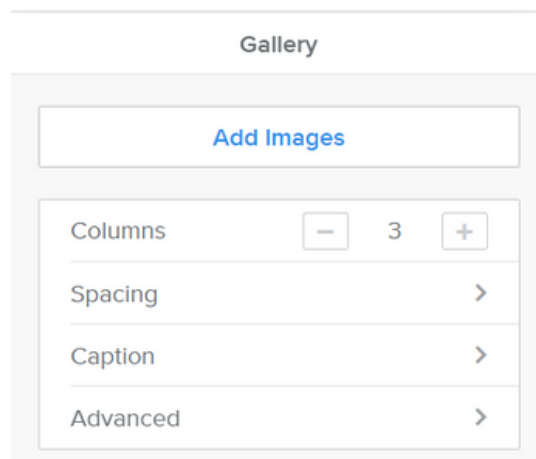 Gallery
Add Images
Columns − 3 +
Spacing
Caption
Advanced